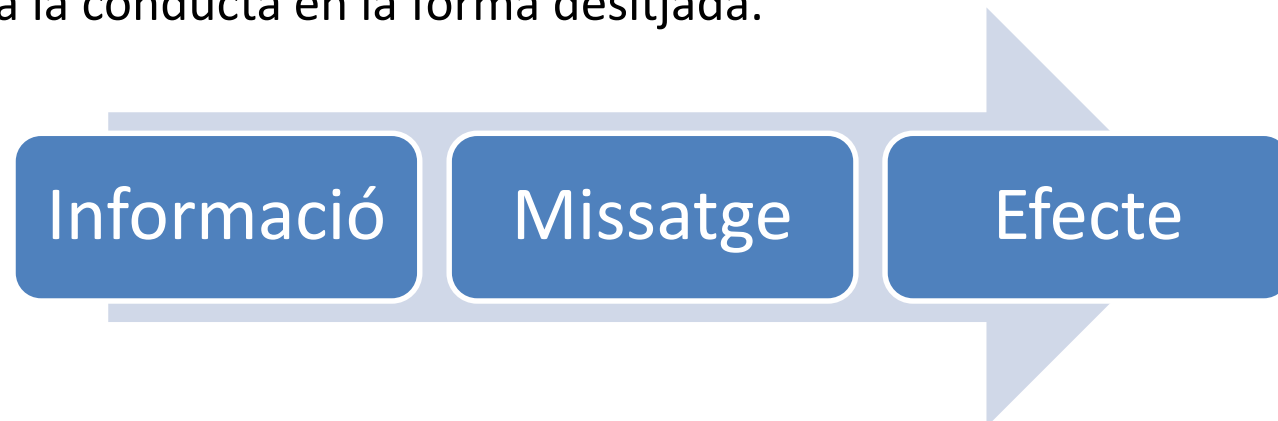 a la conducta en la forma desitjada.
Informació
Missatge
Efecte